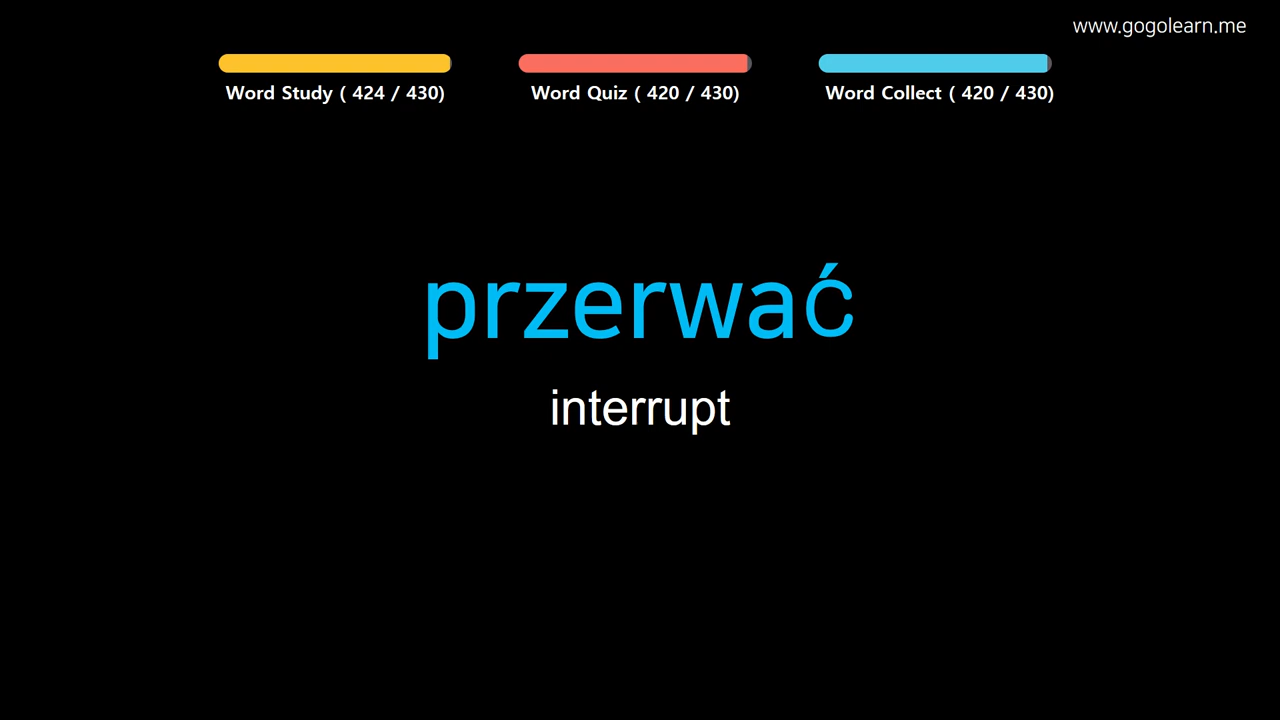 www.gogolearn.me
Word Study ( 424 / 430)
Word Quiz ( 420 / 430)
Word Collect ( 420 / 430)
przerwać
interrupt